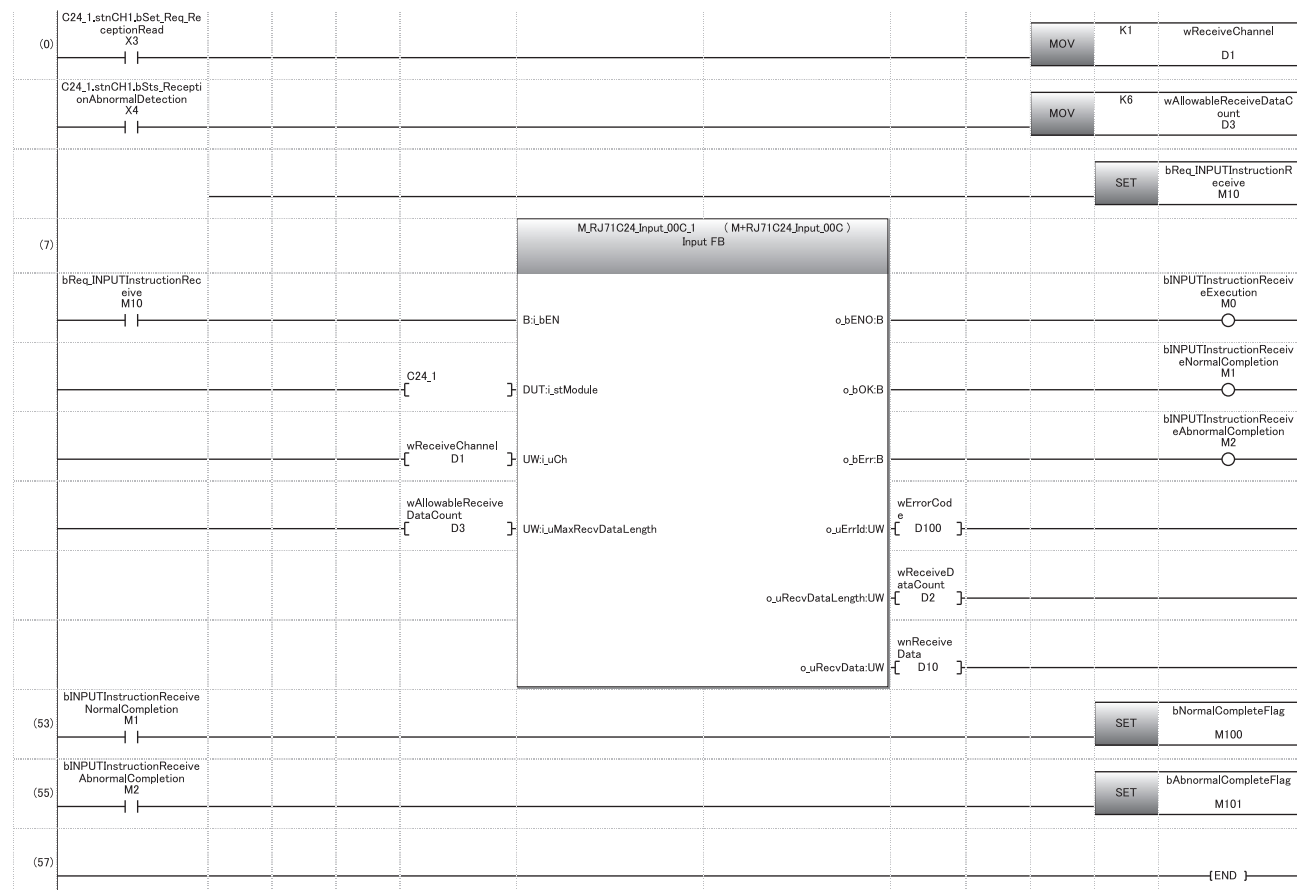 C24_1.stnCH1.bSet_Req_Re
ceptionRead
X3
(0)
MOV
K1
wReceiveChannel
D1
C24_1.stnCH1.bSts_Recepti
onAbnormalDetection
X4
MOV
K6
wAllowableReceiveDataC
ount
D3
SET
bReq_INPUTInstructionR
eceive
M10
(7)
M_RJ71C24_Input_00C_1 ( M+RJ71C24_Input_00C )
Input FB
bReq_INPUTInstructionRec
eive
M10
B:i_bEN
o_bENO:B
bINPUTInstructionReceiv
eExecution
M0
C24_1
DUT:i_stModule
o_bOK:B
bINPUTInstructionReceiv
eNormalCompletion
M1
wReceiveChannel
D1
UW:i_uCh
o_bErr:B
bINPUTInstructionReceiv
eAbnormalCompletion
M2
wAllowableReceive
DataCount
D3
UW:i_uMaxRecvDataLength
o_uErrId:UW
wErrorCod
e
D100
o_uRecvDataLength:UW
wReceiveD
ataCount
D2
o_uRecvData:UW
wnReceive
Data
D10
bINPUTInstructionReceive
NormalCompletion
M1
(53)
SET
bNormalCompleteFlag
M100
bINPUTInstructionReceive
AbnormalCompletion
M2
(55)
SET
bAbnormalCompleteFlag
M101
(57)
END